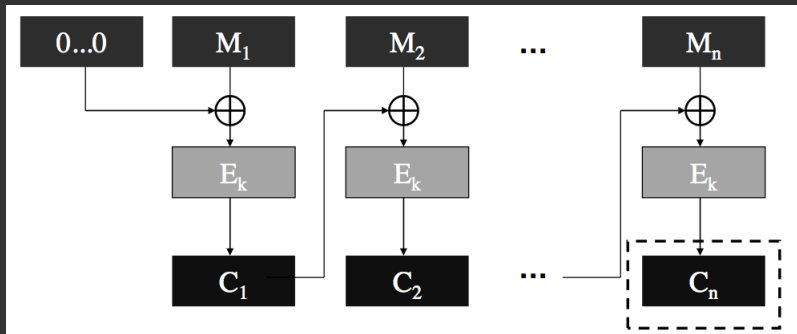 0...0 M₁ M₂ ... Mₙ
Eₖ Eₖ Eₖ
C₁ C₂ ... Cₙ